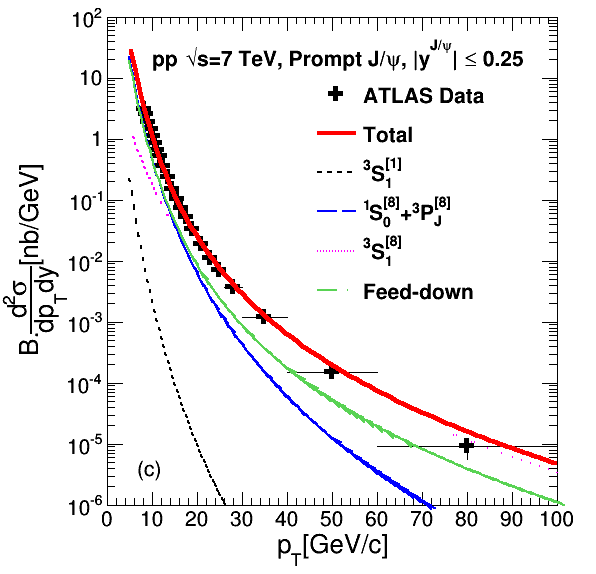 pp √s=7 TeV, Prompt J/ψ, |y^{J/ψ}| ≤ 0.25
ATLAS Data
Total
³S₁^{[1]}
¹S₀^{[8]}+³P_J^{[8]}
³S₁^{[8]}
Feed-down
(c)
B.d²σ/dp_Tdy[nb/GeV]
10²
10
1
10⁻¹
10⁻²
10⁻³
10⁻⁴
10⁻⁵
10⁻⁶
0 10 20 30 40 50 60 70 80 90 100
p_T[GeV/c]